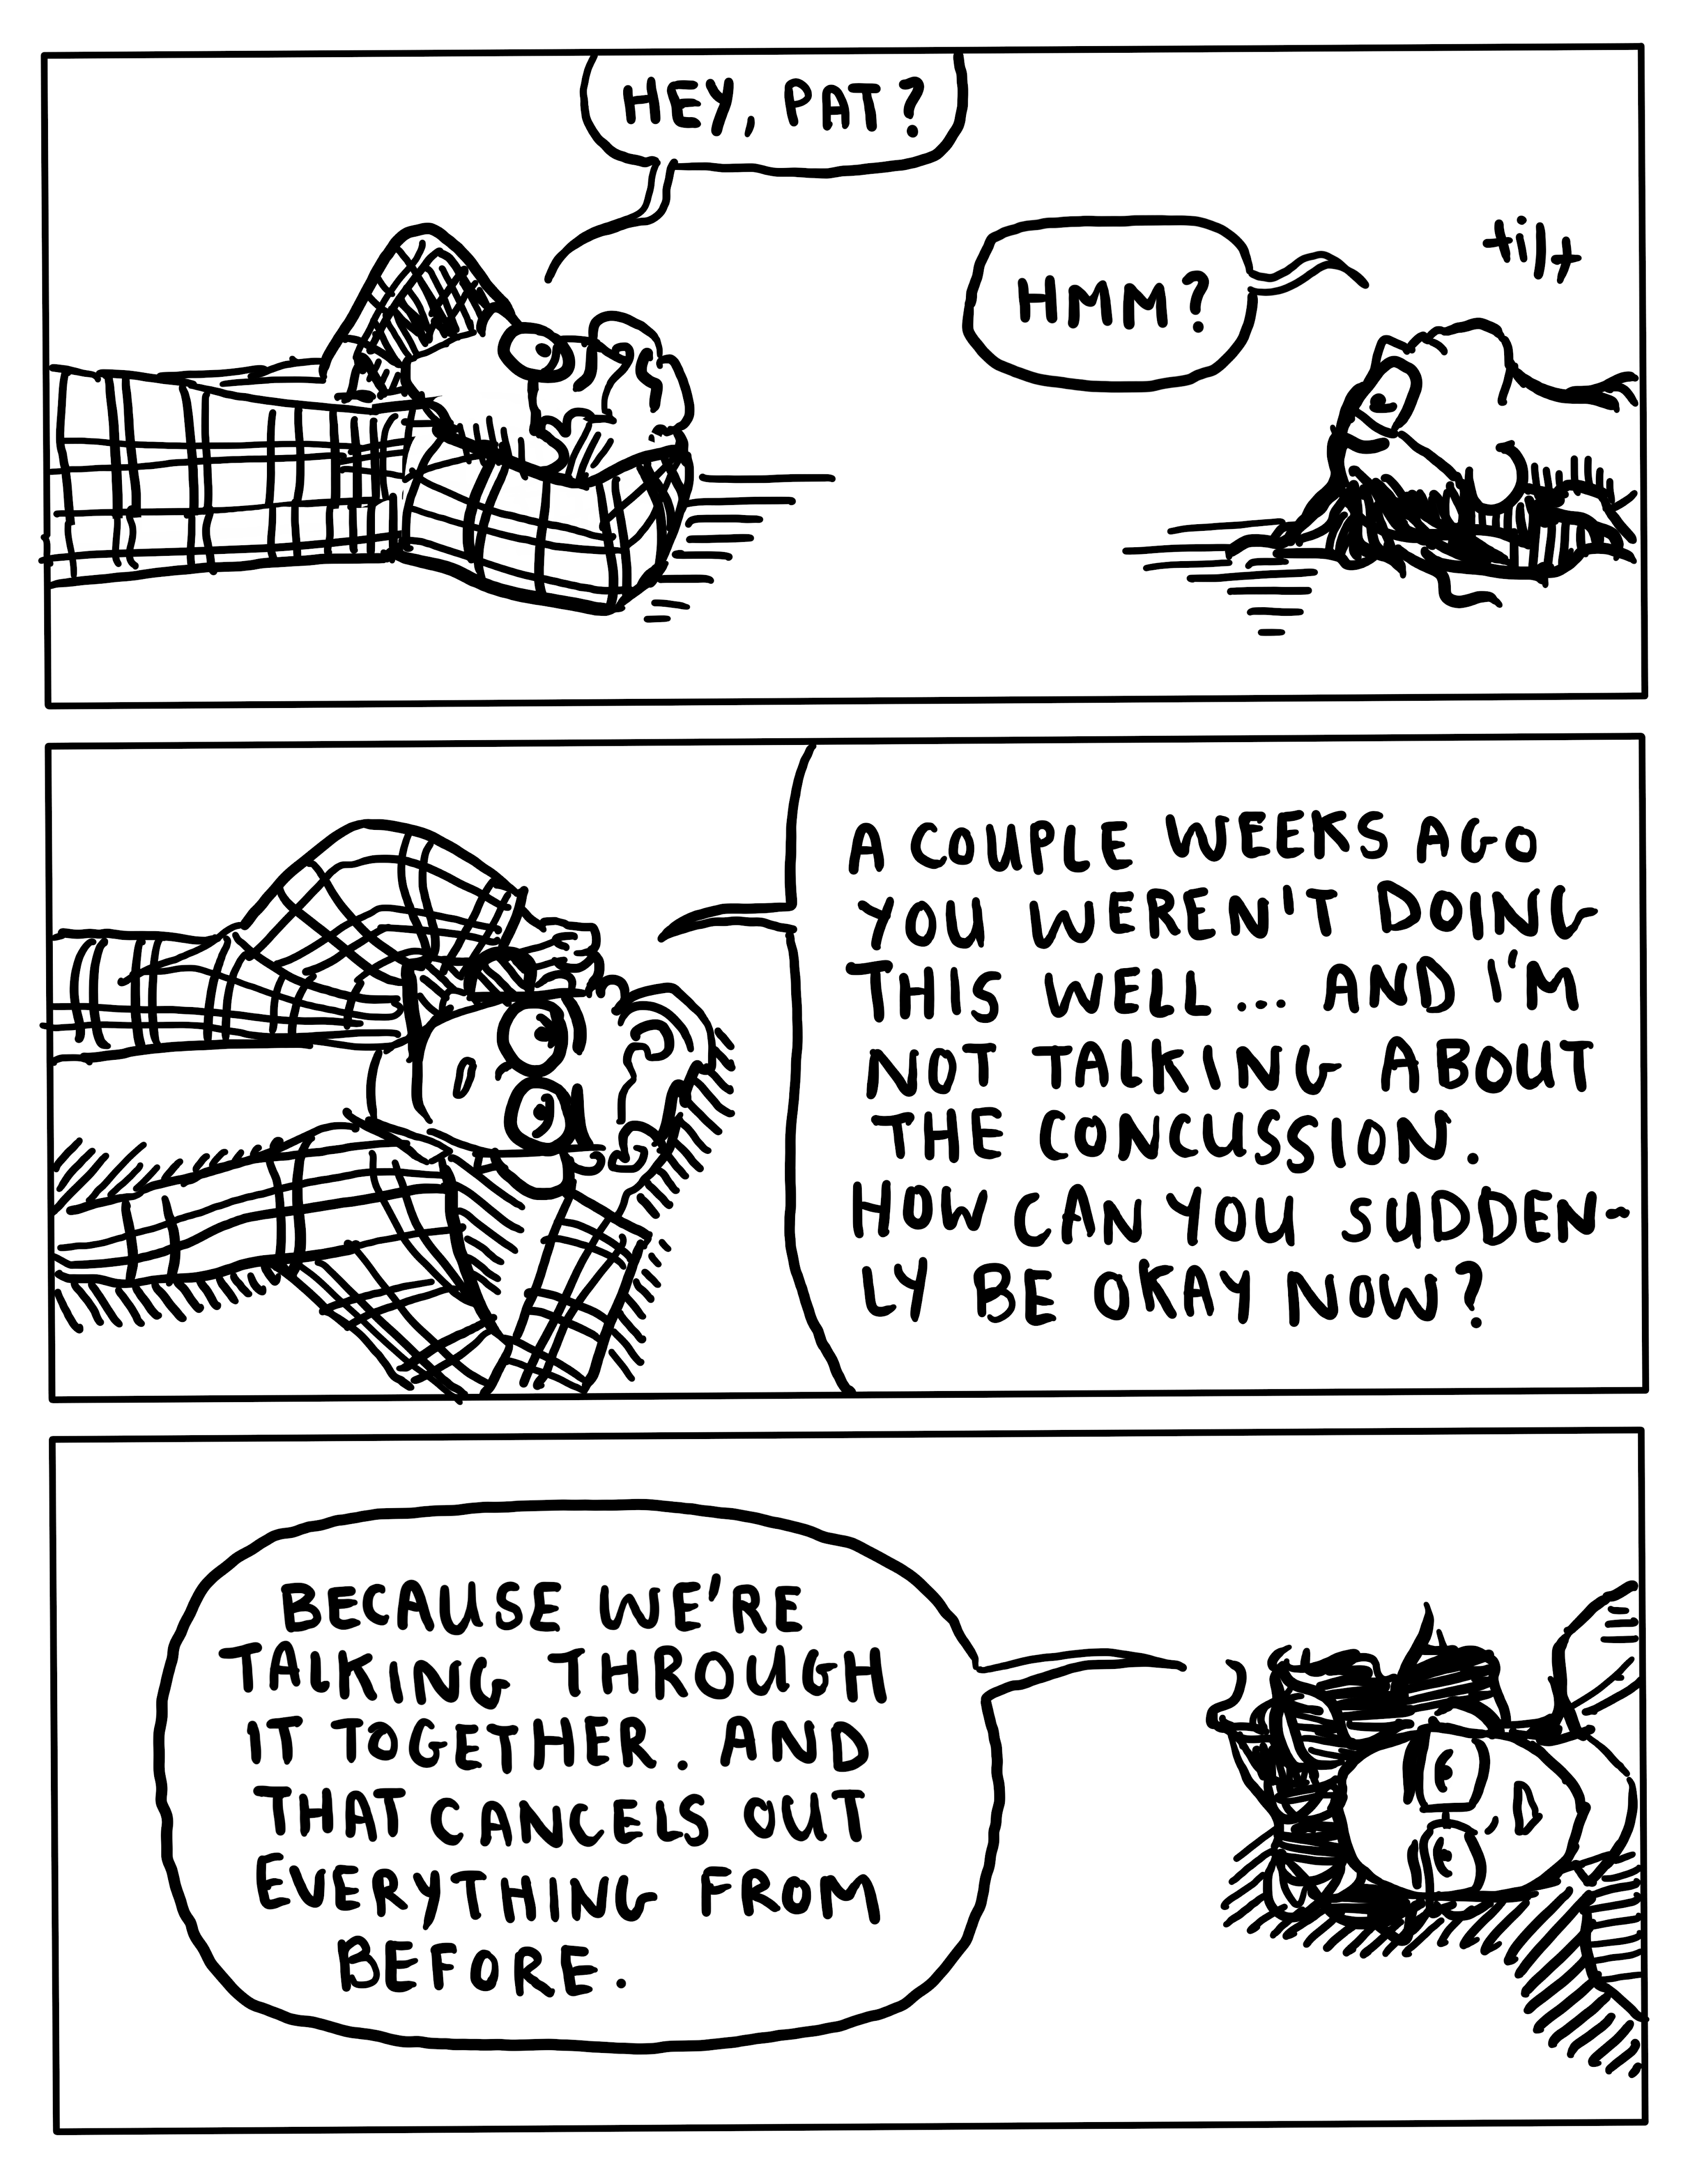 HEY, PAT?
HMM?
tilt
A COUPLE WEEKS AGO
YOU WEREN'T DOING
THIS WELL... AND I'M
NOT TALKING ABOUT
THE CONCUSSION.
HOW CAN YOU SUDDEN-
LY BE OKAY NOW?
BECAUSE WE'RE
TALKING THROUGH
IT TOGETHER. AND
THAT CANCELS OUT
EVERYTHING FROM
BEFORE.